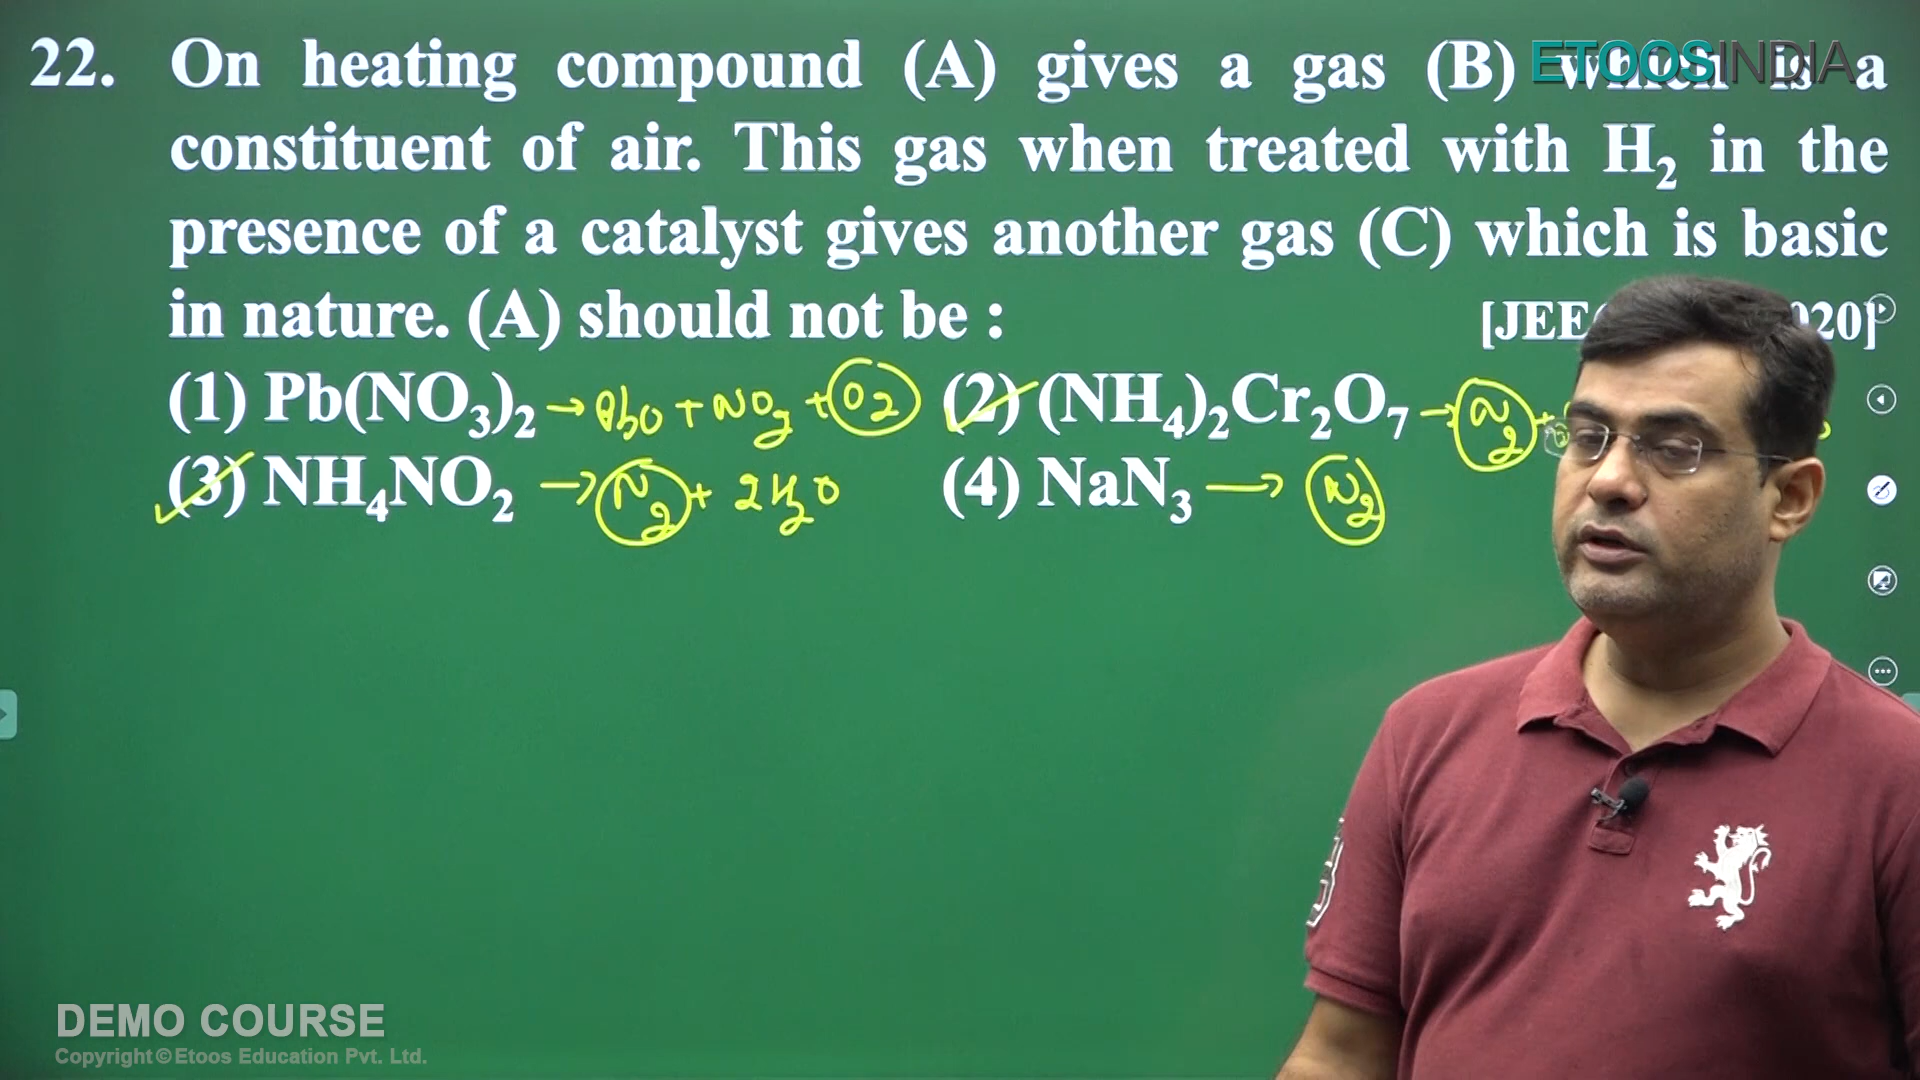 22. On heating compound (A) gives a gas (B) which is a
ETOOSINDIA
constituent of air. This gas when treated with H₂ in the
presence of a catalyst gives another gas (C) which is basic
in nature. (A) should not be : [JEE 020]
(1) Pb(NO₃)₂ → PbO + NO₂ + O₂ (2) (NH₄)₂Cr₂O₇ → N₂ +
(3) NH₄NO₂ → N₂ + 2H₂O (4) NaN₃ → N₂
DEMO COURSE
Copyright © Etoos Education Pvt. Ltd.